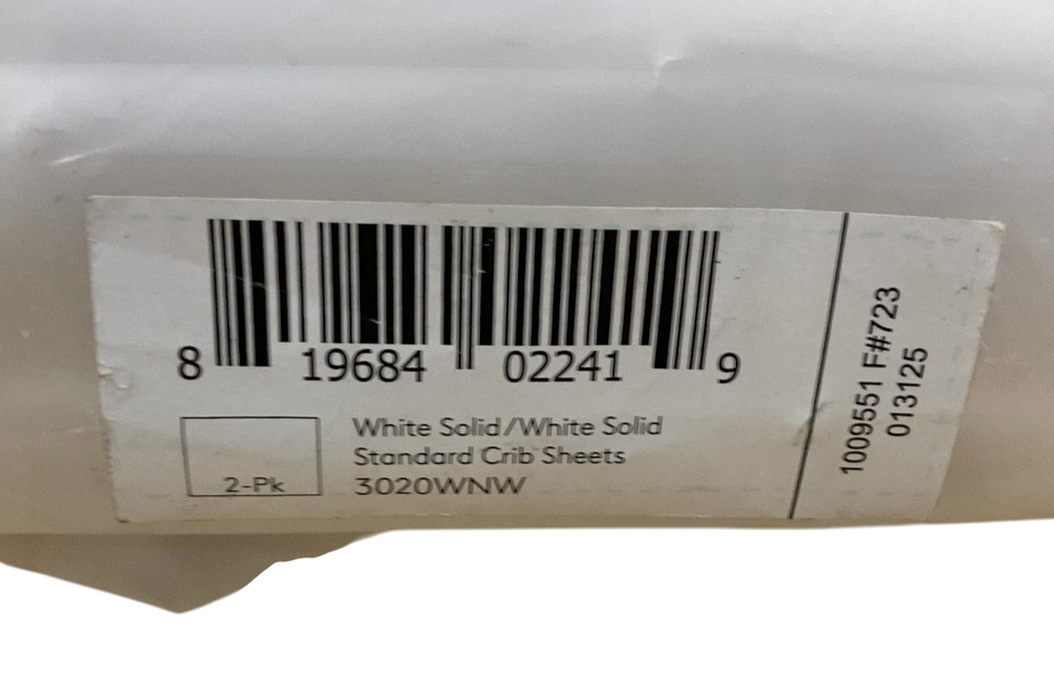 8 19684 02241 9
White Solid/White Solid
Standard Crib Sheets
2-Pk 3020WNW
1009551 F#723
013125